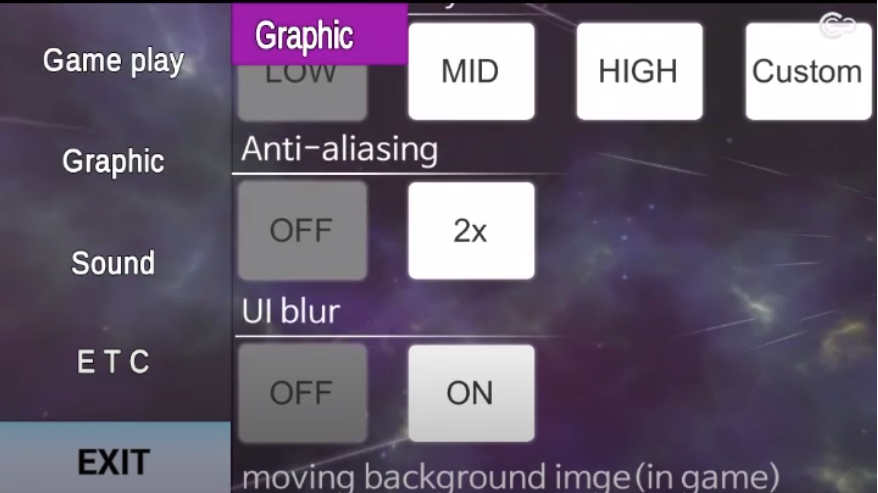 Graphic
Game play
LOW
MID
HIGH
Custom
Anti-aliasing
Graphic
OFF
2x
Sound
UI blur
E T C
OFF
ON
EXIT
moving background imge(in game)